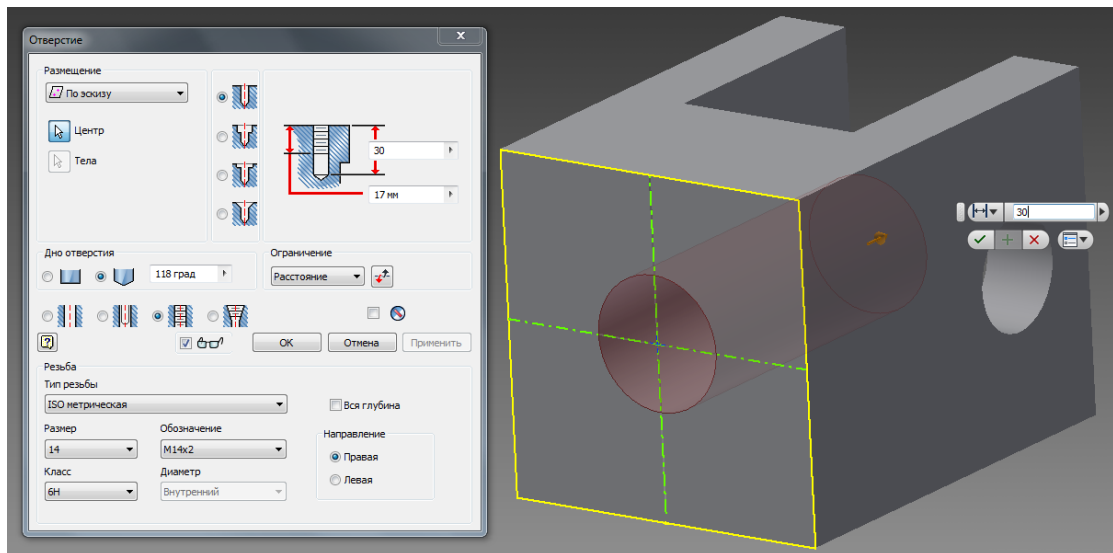 Отверстие
Размещение
По эскизу
Центр
Тела
30
17 мм
30
Дно отверстия
118 град
Ограничение
Расстояние
OK
Отмена
Применить
Резьба
Тип резьбы
ISO метрическая
Вся глубина
Размер
Обозначение
14
M14x2
Направление
Правая
Левая
Класс
Диаметр
6H
Внутренний